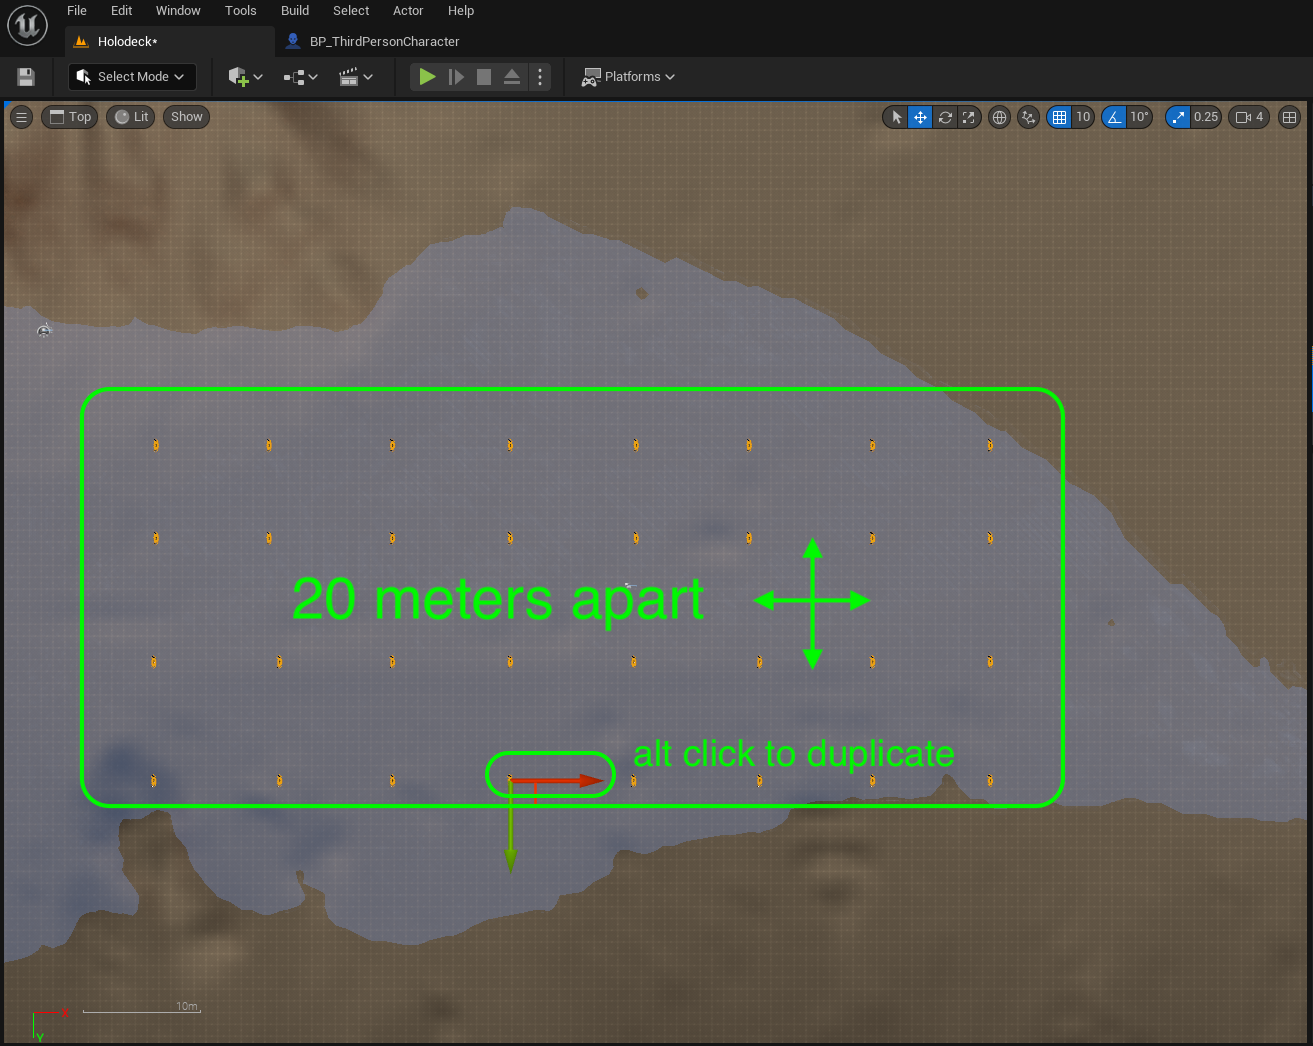 File Edit Window Tools Build Select Actor Help
Holodeck* BP_ThirdPersonCharacter
Select Mode Platforms
Top Lit Show 10 10° 0.25 4
20 meters apart
alt click to duplicate
10m
X
Y